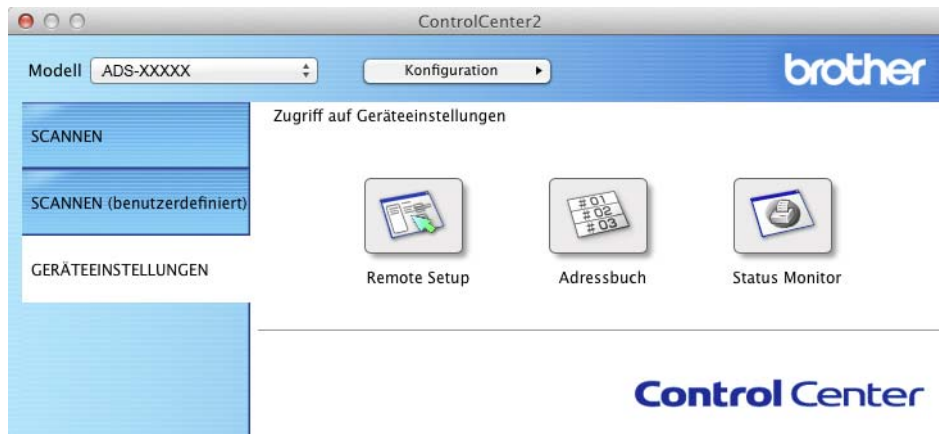 ControlCenter2
Modell ADS-XXXXX Konfiguration brother
Zugriff auf Geräteeinstellungen
SCANNEN
SCANNEN (benutzerdefiniert)
GERÄTEEINSTELLUNGEN
# 01
# 02
# 03
Remote Setup Adressbuch Status Monitor
Control Center